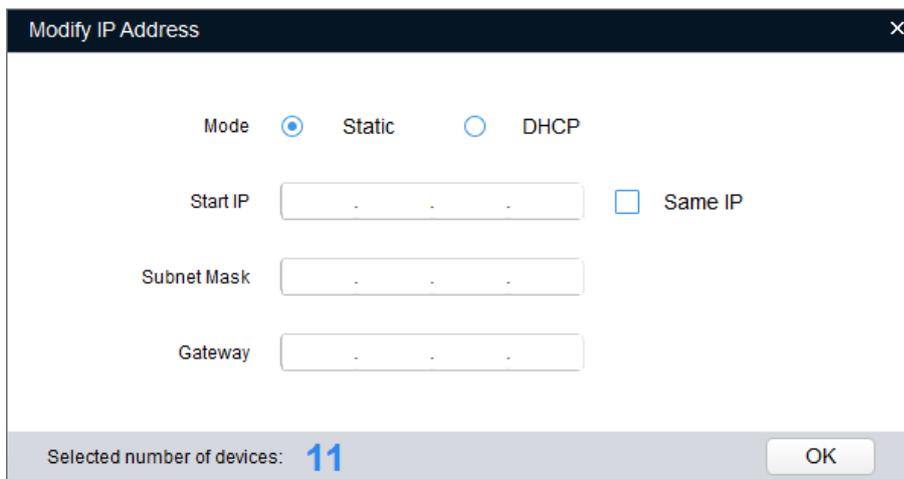 Modify IP Address
Mode Static DHCP
Start IP . . . Same IP
Subnet Mask . . .
Gateway . . .
Selected number of devices: 11 OK